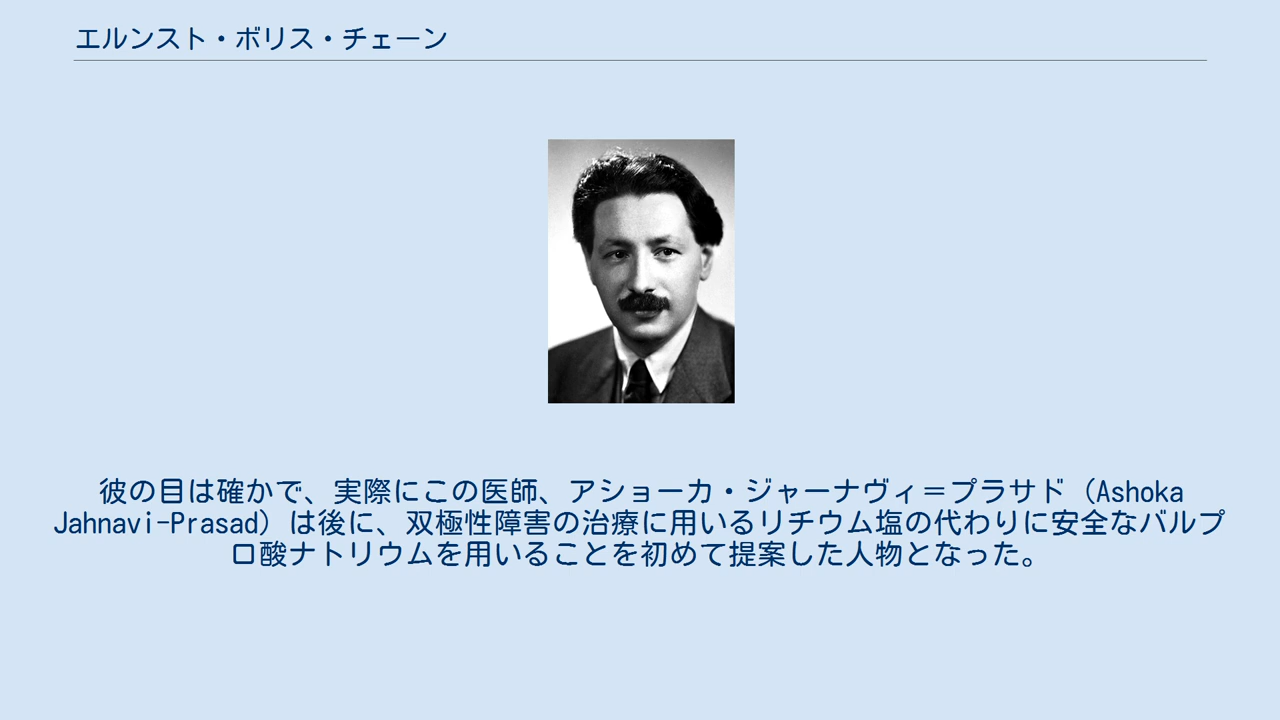 エルンスト・ボリス・チェーン
彼の目は確かで、実際にこの医師、アショーカ・ジャーナヴィ＝プラサド（Ashoka
Jahnavi-Prasad）は後に、双極性障害の治療に用いるリチウム塩の代わりに安全なバルプ
ロ酸ナトリウムを用いることを初めて提案した人物となった。